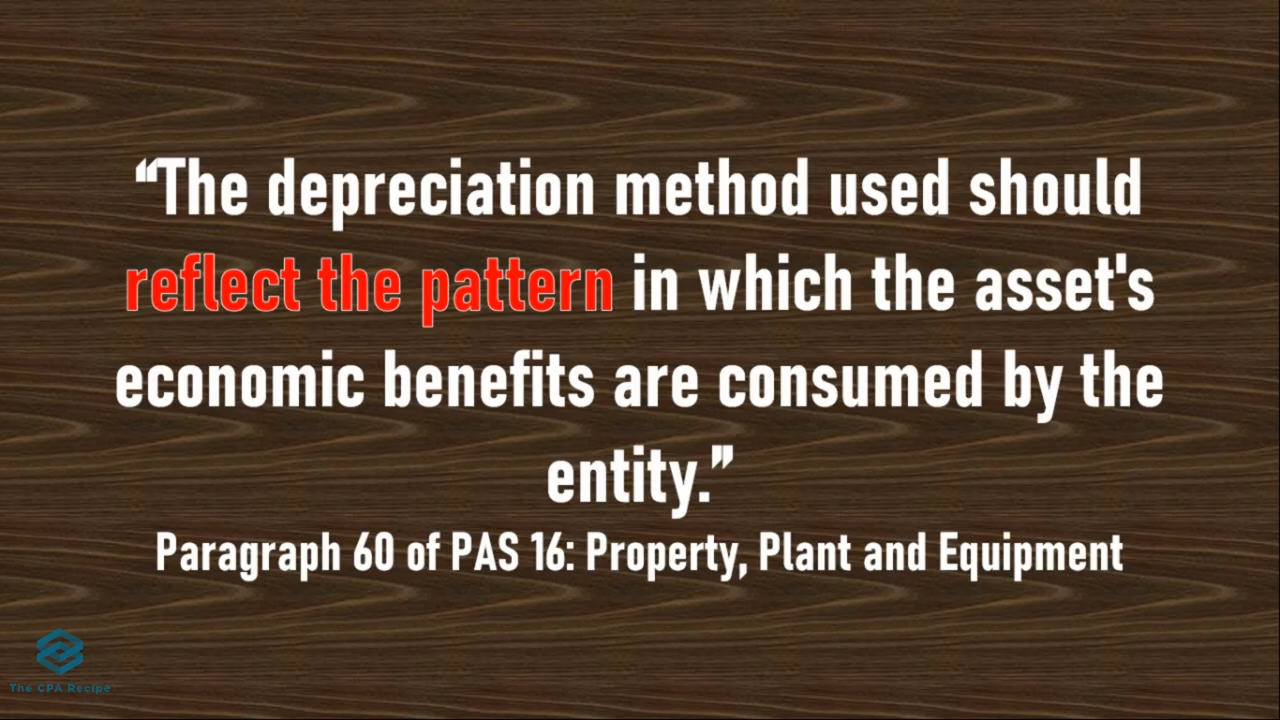 “The depreciation method used should
reflect the pattern in which the asset's
economic benefits are consumed by the
entity.”
Paragraph 60 of PAS 16: Property, Plant and Equipment
The CPA Recipe